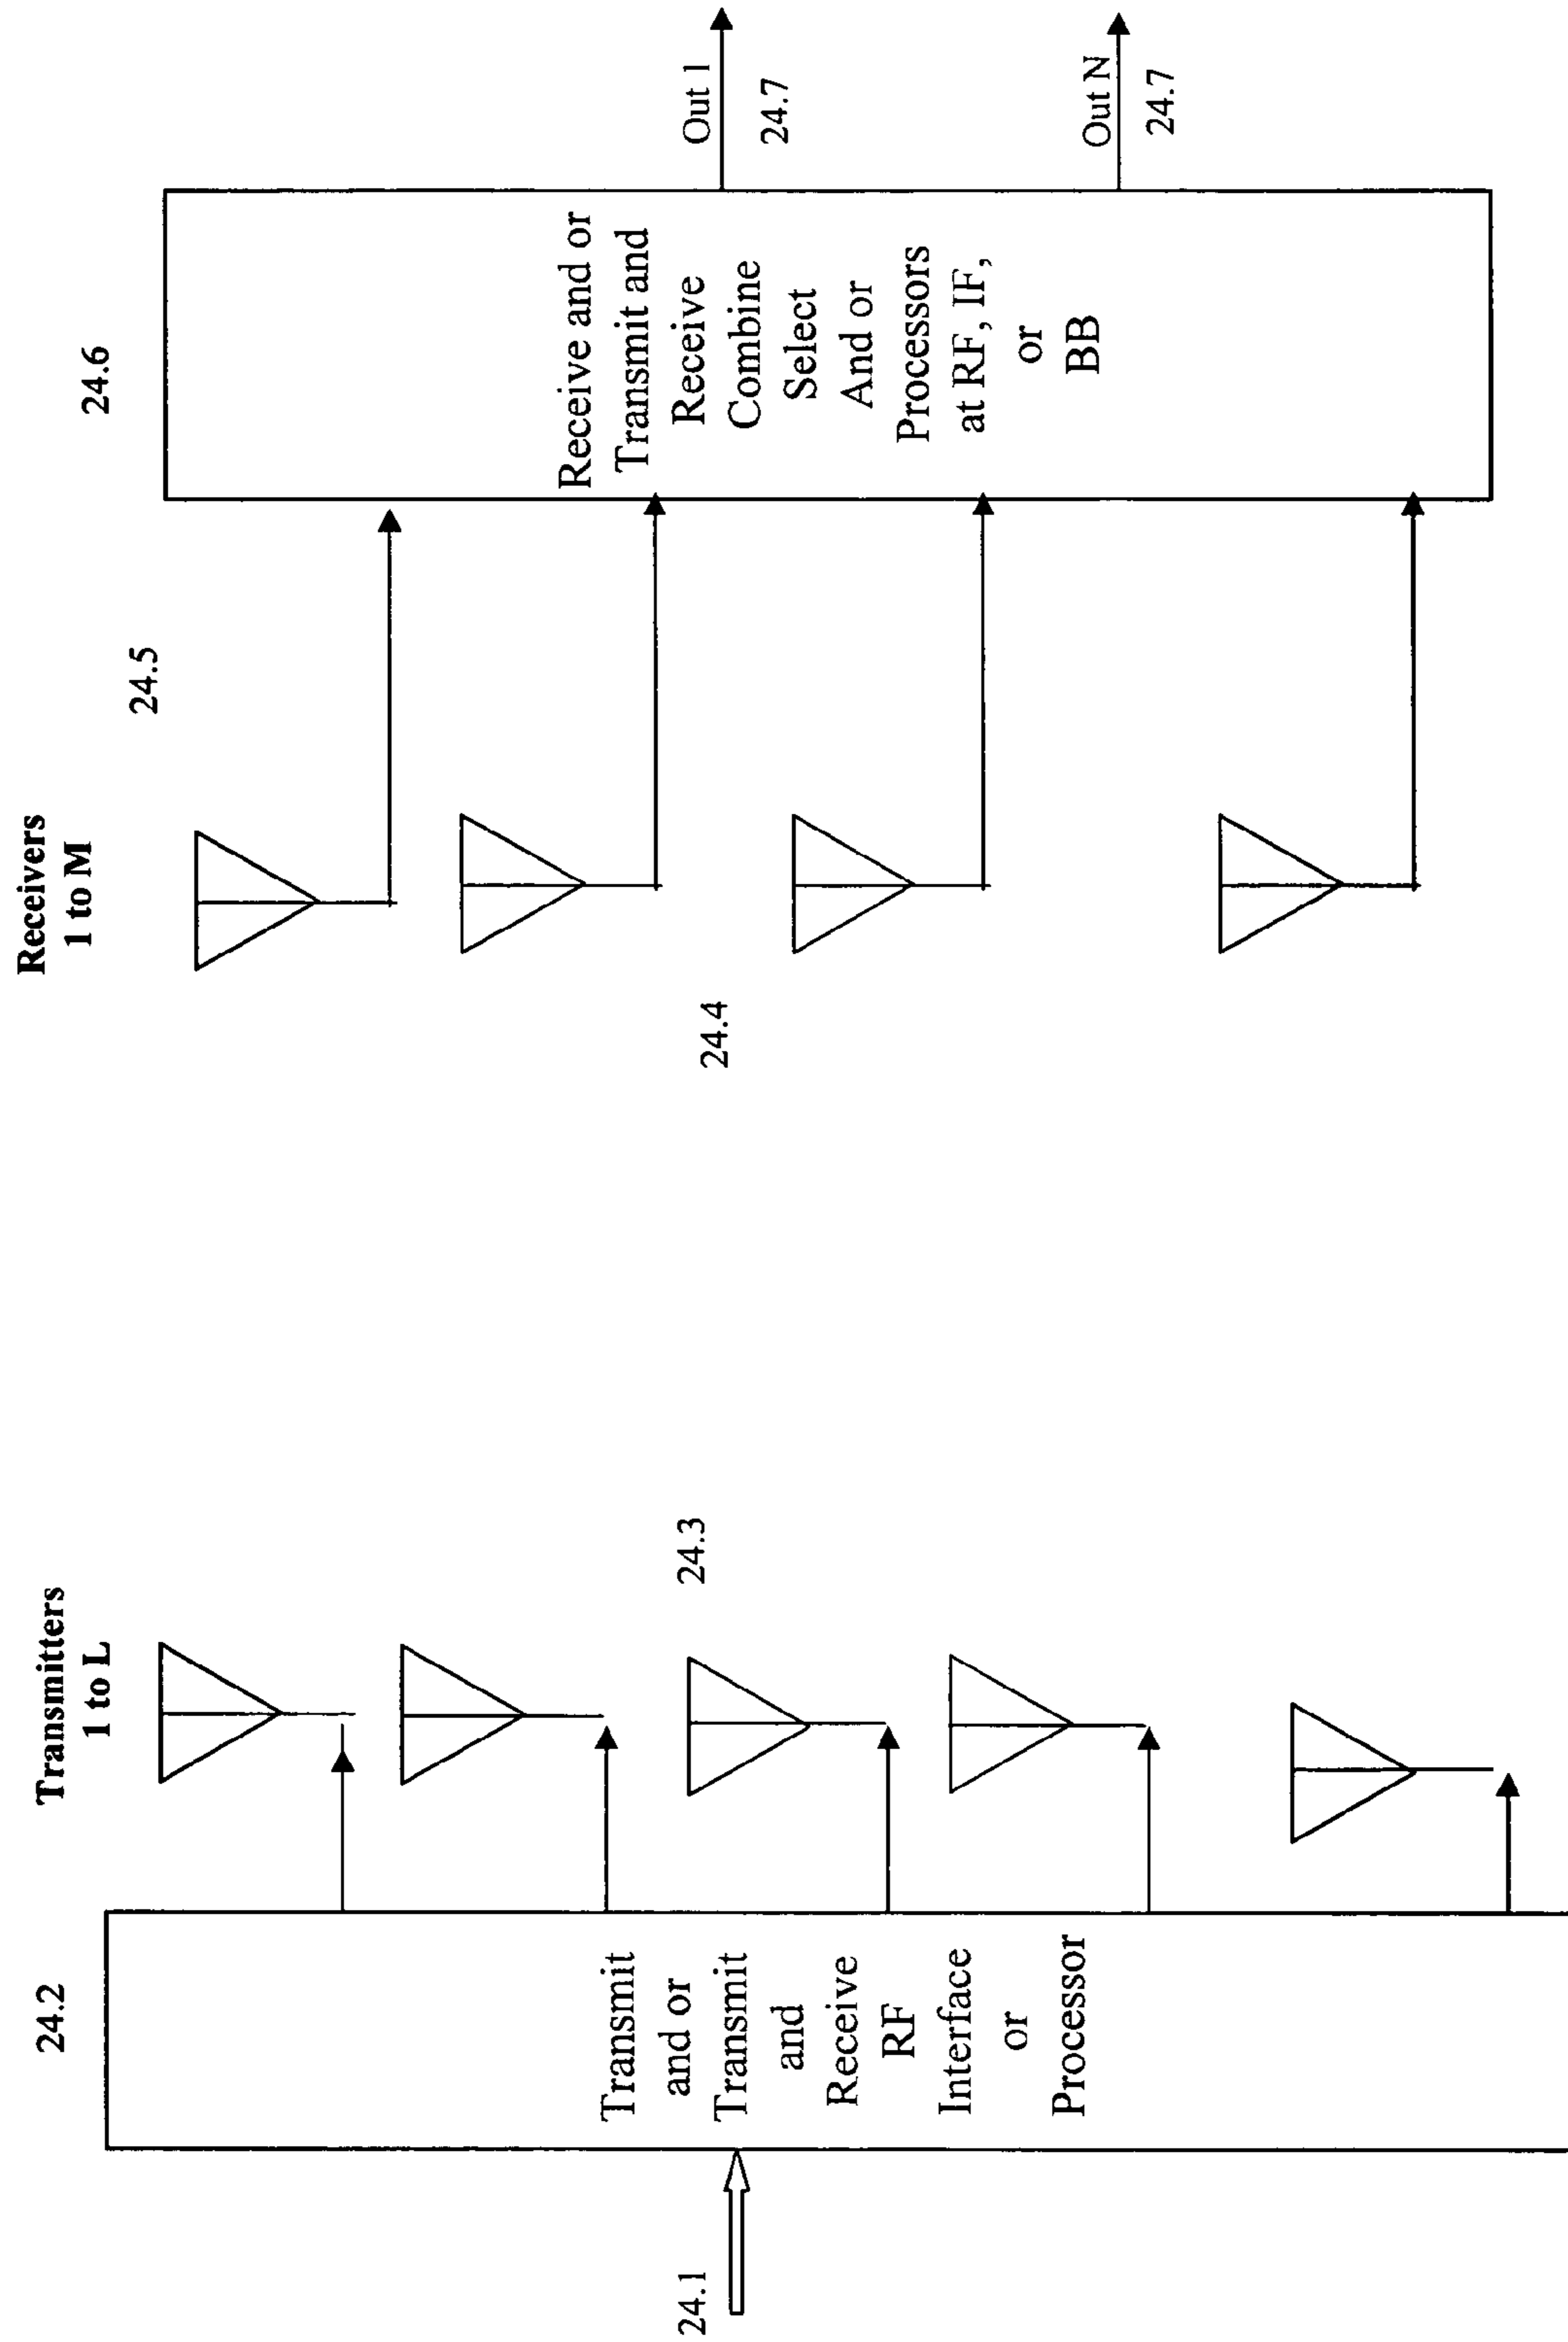 24.1
24.2
Transmit
and or
Transmit
and
Receive
RF
Interface
or
Processor
Transmitters
1 to L
24.3
24.4
Receivers
1 to M
24.5
24.6
Receive and or
Transmit and
Receive
Combine
Select
And or
Processors
at RF, IF,
or
BB
Out 1
24.7
Out N
24.7